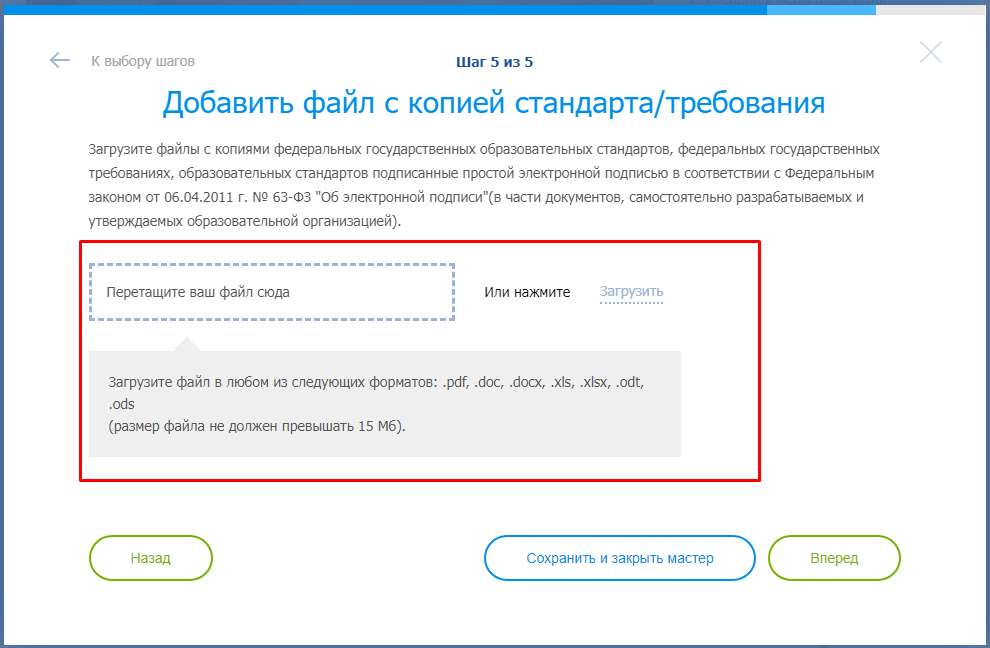 К выбору шагов
Шаг 5 из 5
Добавить файл с копией стандарта/требования
Загрузите файлы с копиями федеральных государственных образовательных стандартов, федеральных государственных
требованиях, образовательных стандартов подписанные простой электронной подписью в соответствии с Федеральным
законом от 06.04.2011 г. № 63-ФЗ "Об электронной подписи"(в части документов, самостоятельно разрабатываемых и
утверждаемых образовательной организацией).
Перетащите ваш файл сюда
Или нажмите
Загрузить
Загрузите файл в любом из следующих форматов: .pdf, .doc, .docx, .xls, .xlsx, .odt,
.ods
(размер файла не должен превышать 15 Мб).
Назад
Сохранить и закрыть мастер
Вперед